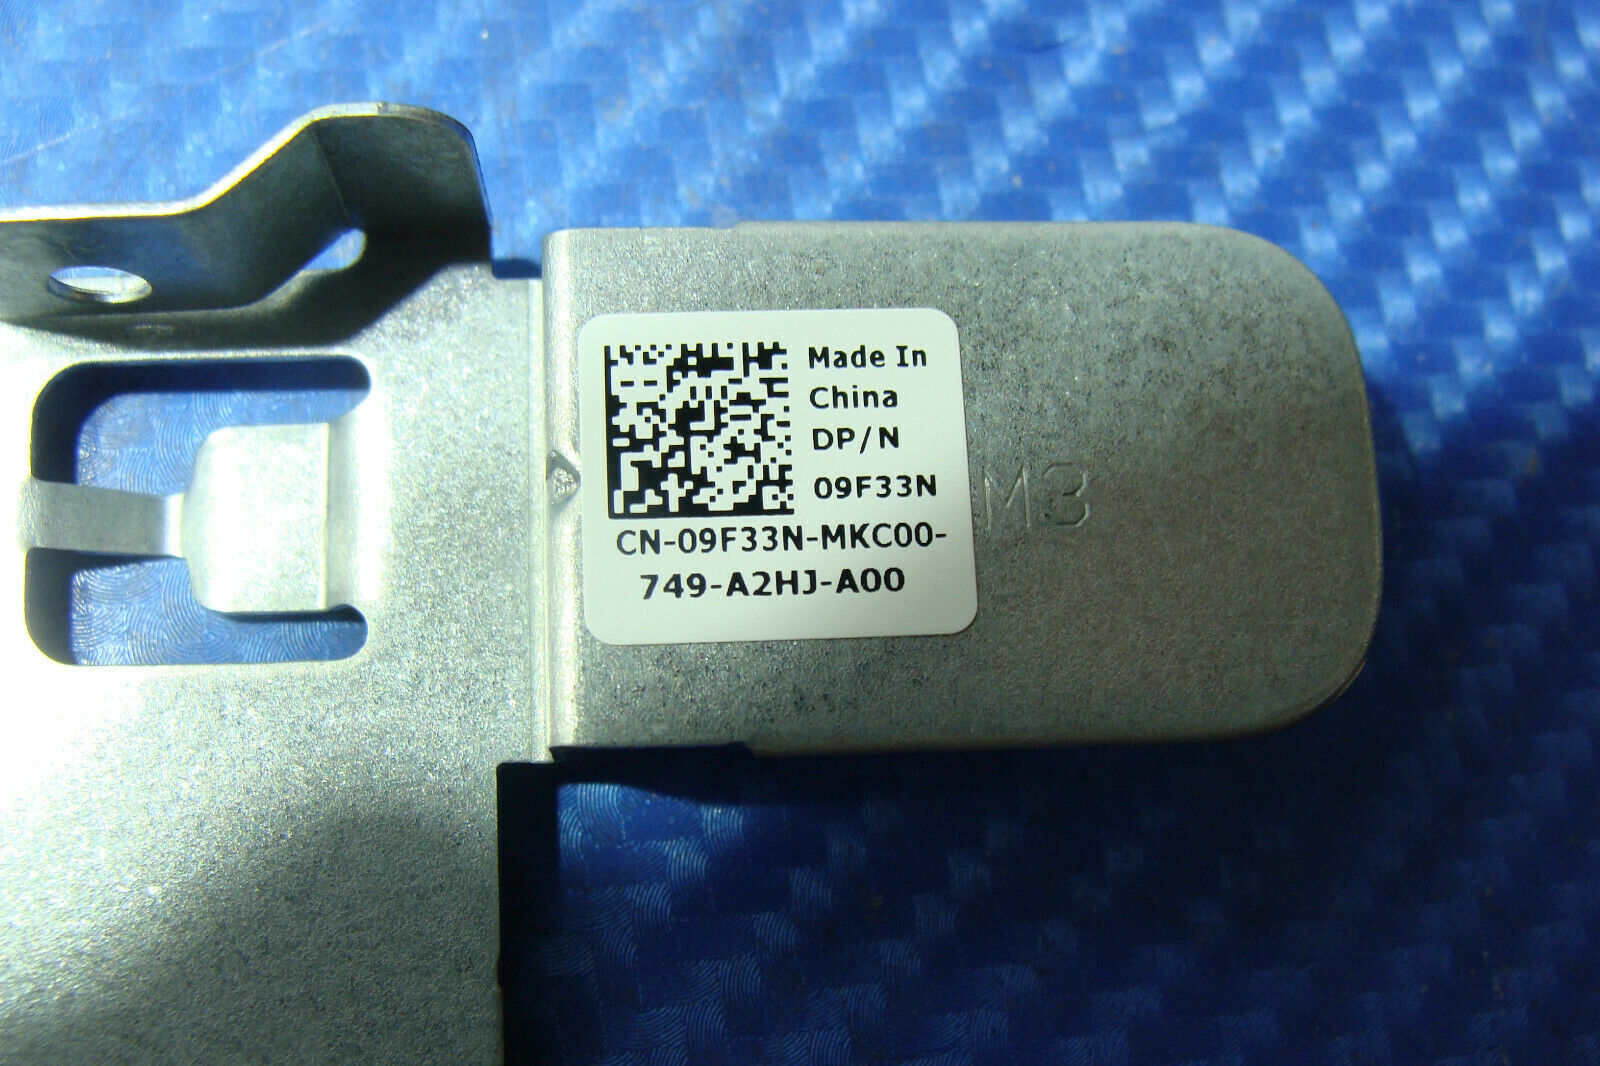 Made In
China
DP/N
09F33N
CN-09F33N-MKC00-
749-A2HJ-A00
M3